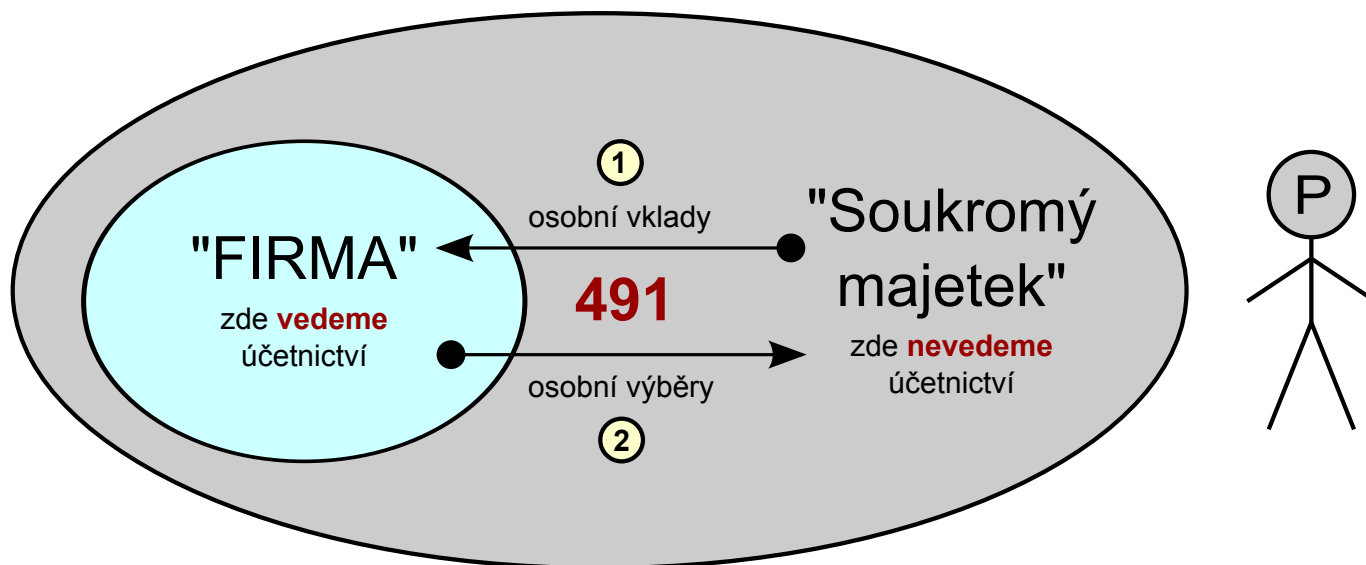 1
osobní vklady
"FIRMA"
zde vedeme
účetnictví
491
"Soukromý
majetek"
zde nevedeme
účetnictví
osobní výběry
2
P